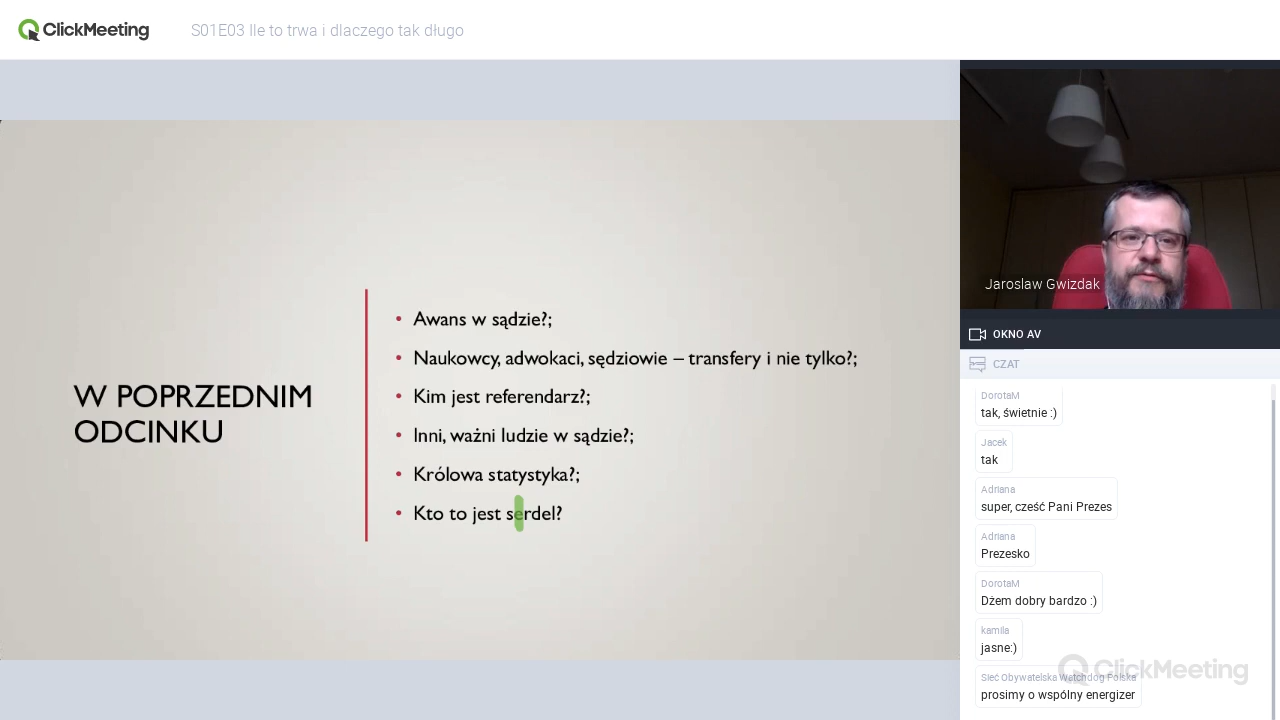 ClickMeeting
S01E03 Ile to trwa i dlaczego tak długo
W POPRZEDNIM
ODCINKU
• Awans w sądzie?;
• Naukowcy, adwokaci, sędziowie – transfery i nie tylko?;
• Kim jest referendarz?;
• Inni, ważni ludzie w sądzie?;
• Królowa statystyka?;
• Kto to jest serdel?
Jaroslaw Gwizdak
OKNO AV
CZAT
DorotaM
tak, świetnie :)
Jacek
tak
Adriana
super, cześć Pani Prezes
Adriana
Prezesko
DorotaM
Dżem dobry bardzo :)
kamila
jasne:)
Sieć Obywatelska Watchdog Polska
prosimy o wspólny energizer
ClickMeeting